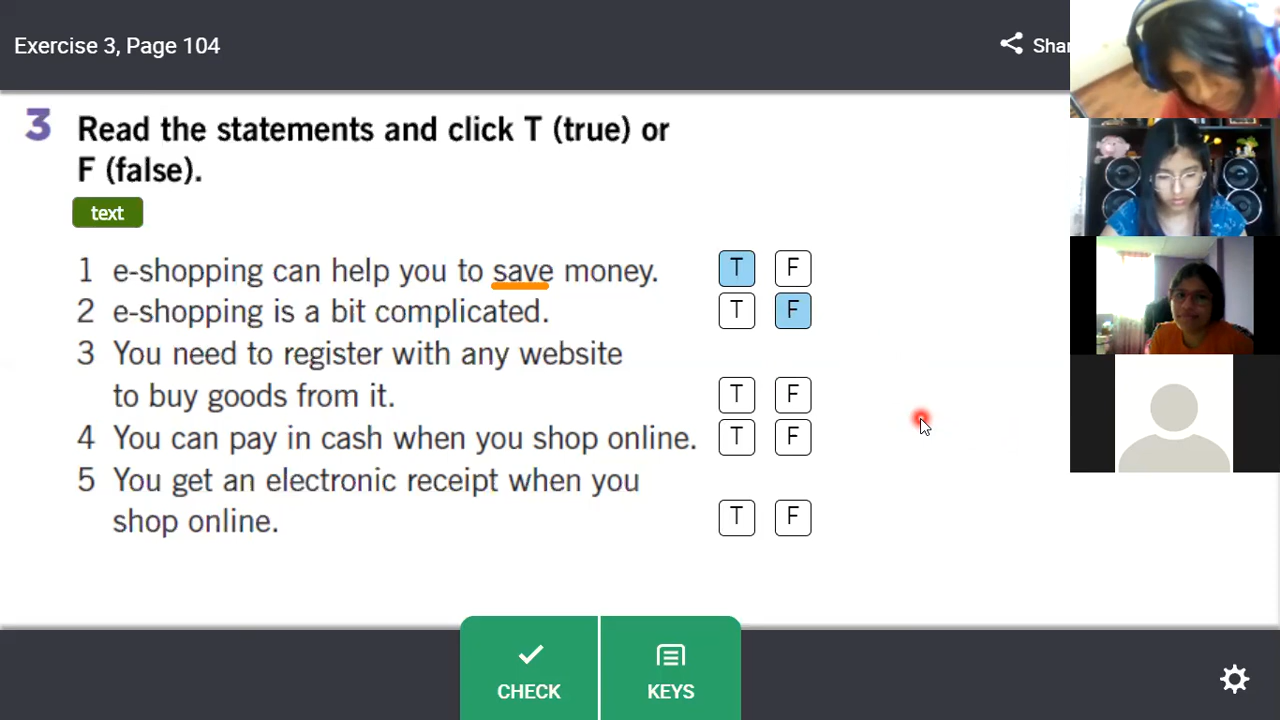 Exercise 3, Page 104
Shar
3 Read the statements and click T (true) or
F (false).
text
1 e-shopping can help you to save money. T F
2 e-shopping is a bit complicated. T F
3 You need to register with any website
to buy goods from it. T F
4 You can pay in cash when you shop online. T F
5 You get an electronic receipt when you
shop online. T F
CHECK
KEYS